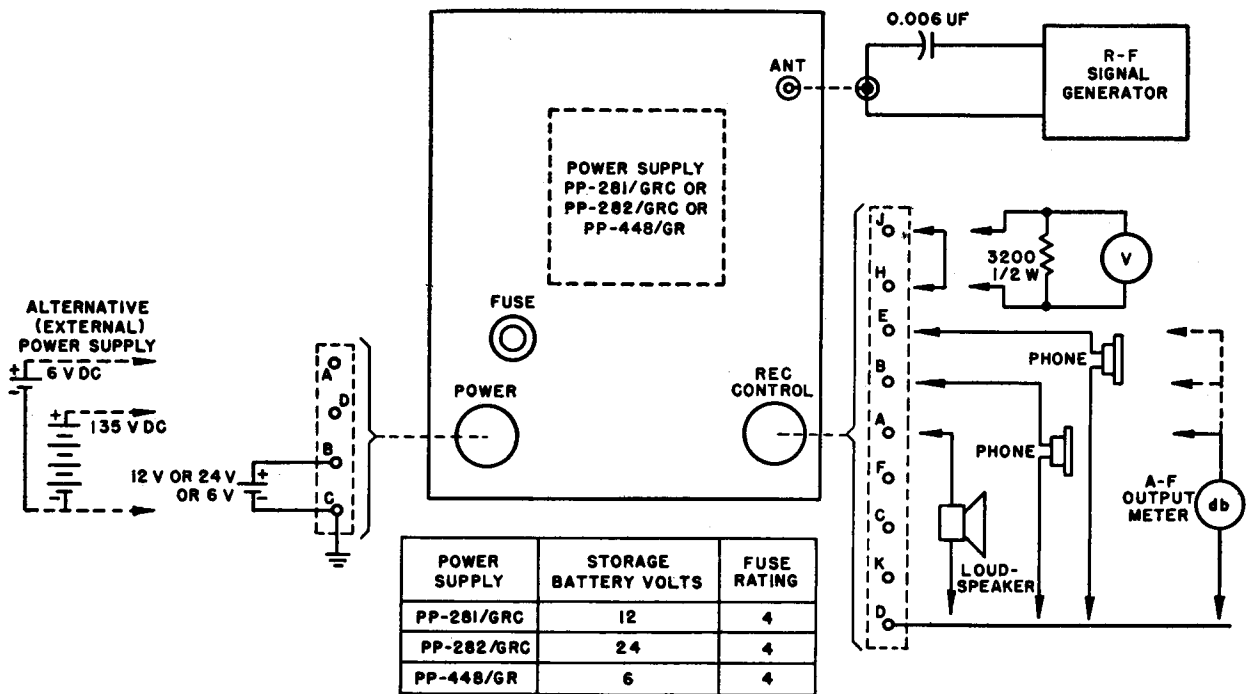 0.006 UF
R-F
SIGNAL
GENERATOR
ANT
POWER SUPPLY
PP-281/GRC OR
PP-282/GRC OR
PP-448/GR
FUSE
POWER
REC
CONTROL
ALTERNATIVE
(EXTERNAL)
POWER SUPPLY
+
6 V DC
-
+
135 V DC
-
12 V OR 24 V
OR 6 V
+
-
A
D
B
C
J
H
E
B
A
F
C
K
D
3200
1/2 W
V
PHONE
PHONE
LOUD-
SPEAKER
A-F
OUTPUT
METER
db
POWER SUPPLY STORAGE BATTERY VOLTS FUSE RATING
PP-281/GRC 12 4
PP-282/GRC 24 4
PP-448/GR 6 4